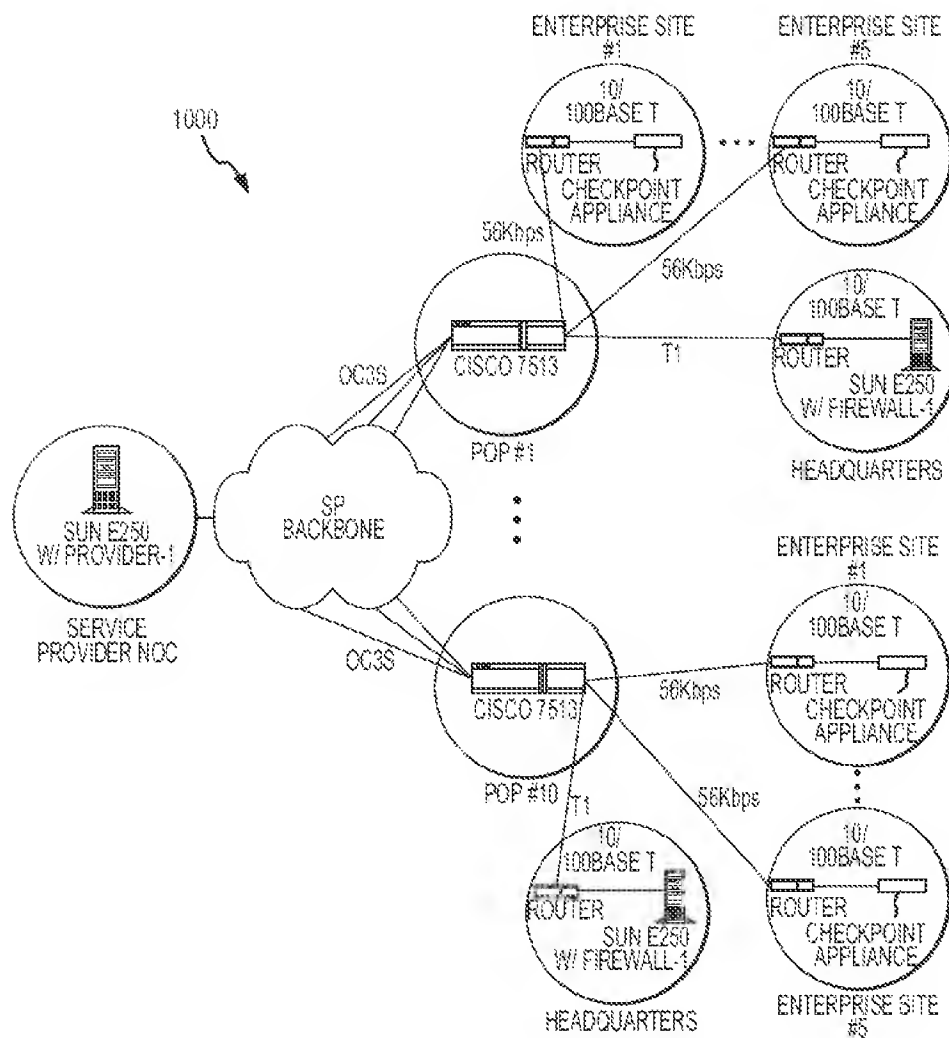 ENTERPRISE SITE
#1
ENTERPRISE SITE
#5
1000
10/
100BASE T
ROUTER
CHECKPOINT
APPLIANCE
10/
100BASE T
ROUTER
CHECKPOINT
APPLIANCE
56Kbps
56Kbps
CISCO 7513
POP #1
T1
10/
100BASE T
ROUTER
SUN E250
W/ FIREWALL-1
HEADQUARTERS
OC3S
SUN E250
W/ PROVIDER-1
SERVICE
PROVIDER NOC
SP
BACKBONE
OC3S
CISCO 7513
POP #10
ENTERPRISE SITE
#1
56Kbps
10/
100BASE T
ROUTER
CHECKPOINT
APPLIANCE
T1
56Kbps
10/
100BASE T
ROUTER
SUN E250
W/ FIREWALL-1
HEADQUARTERS
10/
100BASE T
ROUTER
CHECKPOINT
APPLIANCE
ENTERPRISE SITE
#5